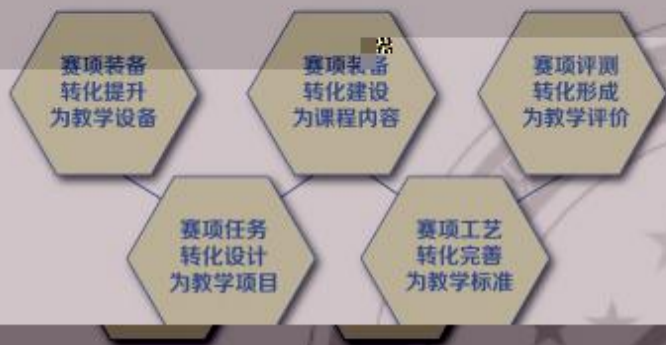 赛项装备
转化提升
为教学设备
赛项装备
转化建设
为课程内容
赛项评测
转化形成
为教学评价
赛项任务
转化设计
为教学项目
赛项工艺
转化完善
为教学标准